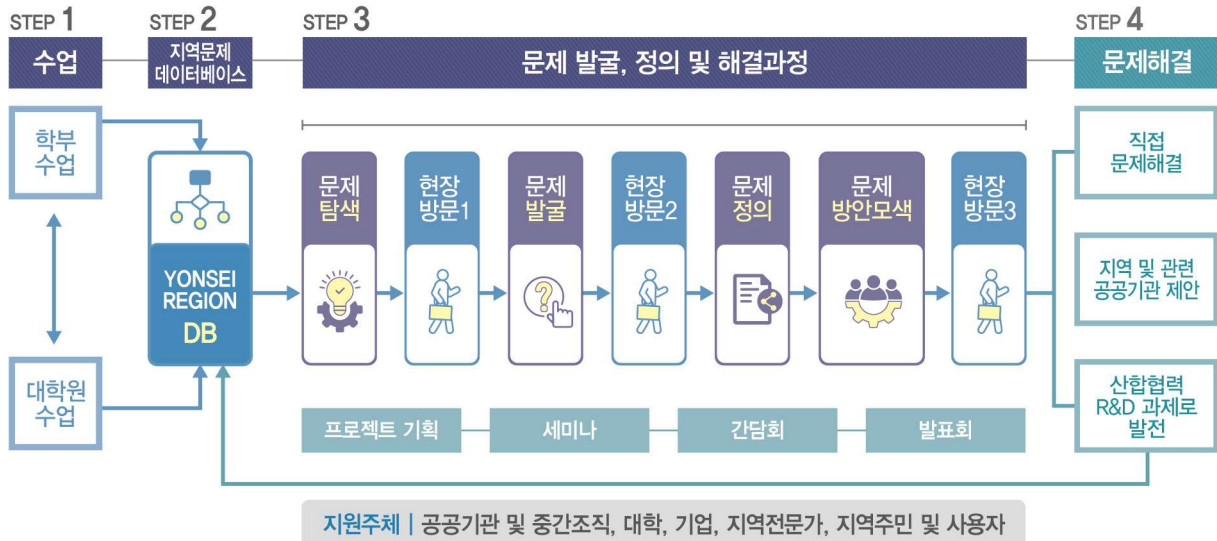 STEP 1
수업
STEP 2
지역문제
데이터베이스
STEP 3
문제 발굴, 정의 및 해결과정
STEP 4
문제해결
학부
수업
대학원
수업
YONSEI
REGION
DB
문제
탐색
현장
방문1
문제
발굴
현장
방문2
문제
정의
문제
방안모색
현장
방문3
프로젝트 기획
세미나
간담회
발표회
직접
문제해결
지역 및 관련
공공기관 제안
산합협력
R&D 과제로
발전
지원주체 | 공공기관 및 중간조직, 대학, 기업, 지역전문가, 지역주민 및 사용자